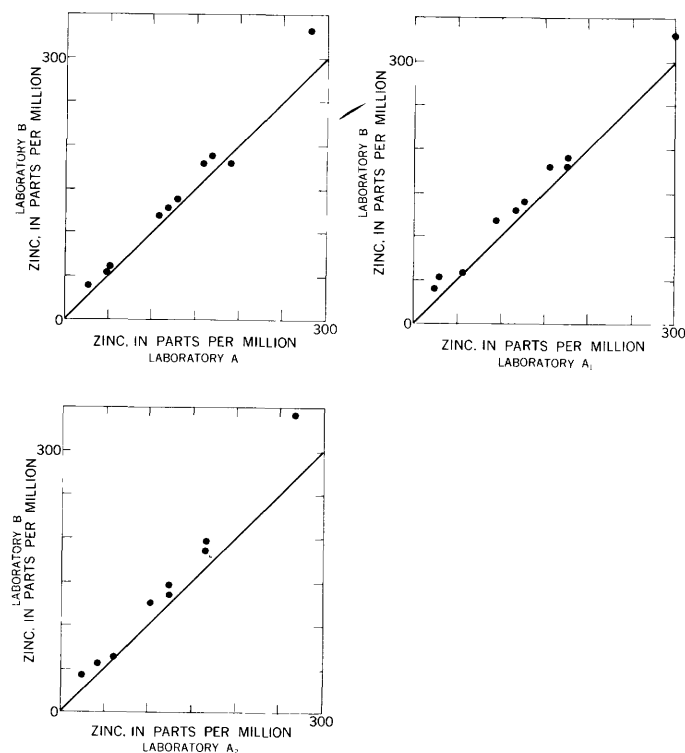 300
LABORATORY B
ZINC, IN PARTS PER MILLION
0
300
ZINC, IN PARTS PER MILLION
LABORATORY A
300
LABORATORY B
ZINC, IN PARTS PER MILLION
0
300
ZINC, IN PARTS PER MILLION
LABORATORY A₁
300
LABORATORY B
ZINC, IN PARTS PER MILLION
0
300
ZINC, IN PARTS PER MILLION
LABORATORY A₂